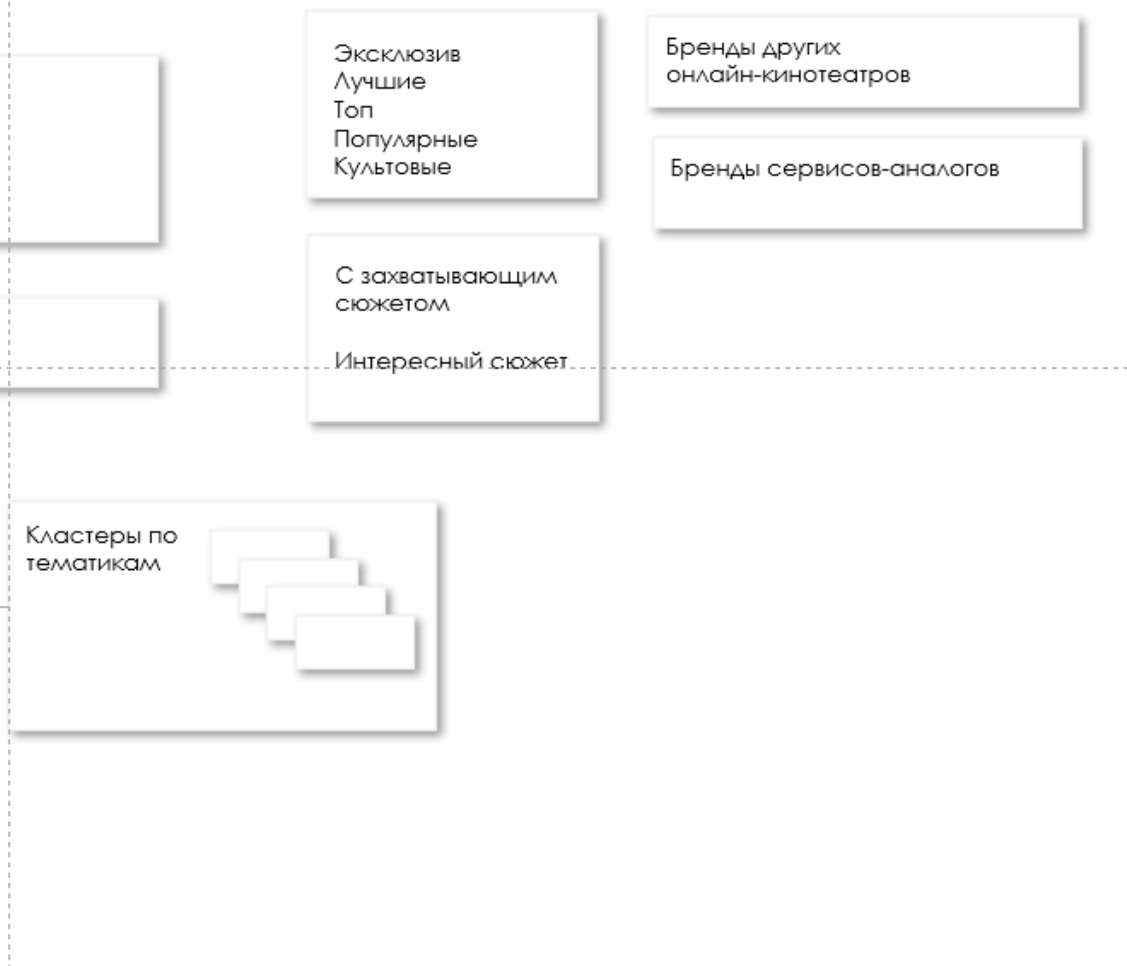 Эксклюзив
Лучшие
Топ
Популярные
Культовые
Бренды других
онлайн-кинотеатров
Бренды сервисов-аналогов
С захватывающим
сюжетом
Интересный сюжет
Кластеры по
тематикам